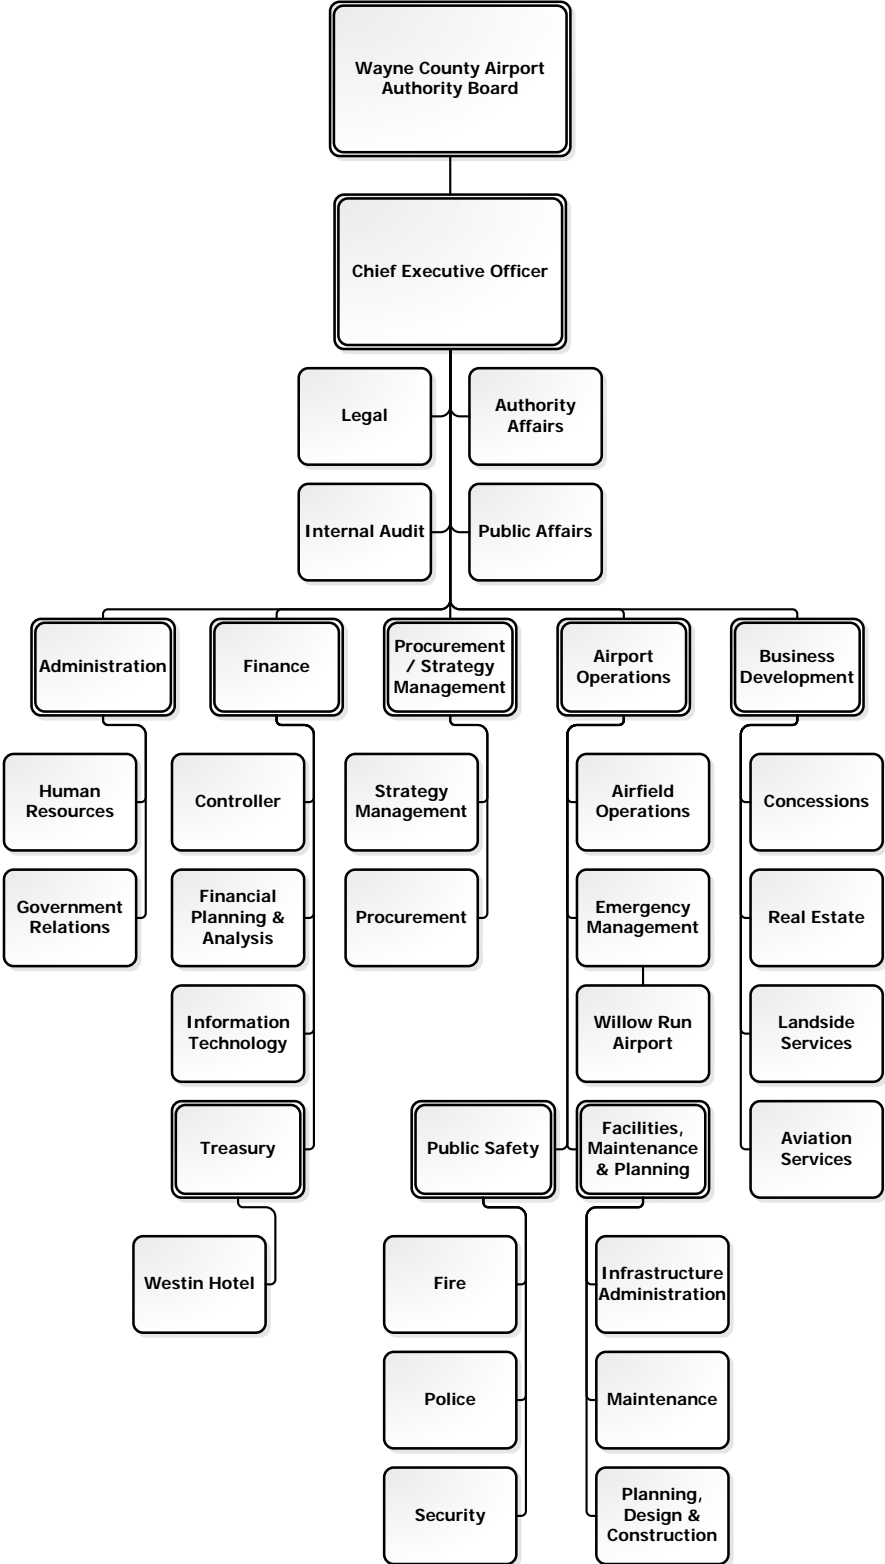 Wayne County Airport
Authority Board
Chief Executive Officer
Legal
Authority
Affairs
Internal Audit
Public Affairs
Administration
Finance
Procurement
/ Strategy
Management
Airport
Operations
Business
Development
Human
Resources
Controller
Strategy
Management
Airfield
Operations
Concessions
Government
Relations
Financial
Planning &
Analysis
Procurement
Emergency
Management
Real Estate
Information
Technology
Willow Run
Airport
Landside
Services
Treasury
Public Safety
Facilities,
Maintenance
& Planning
Aviation
Services
Westin Hotel
Fire
Infrastructure
Administration
Police
Maintenance
Security
Planning,
Design &
Construction